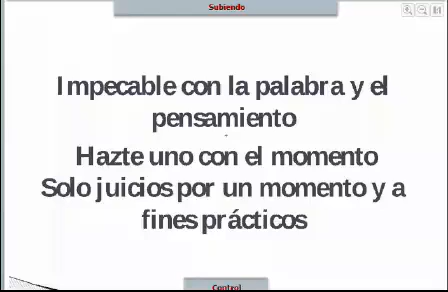 Subiendo
Impecable con la palabra y el
pensamiento
Hazte uno con el momento
Solo juicios por un momento y a
fines prácticos
Control